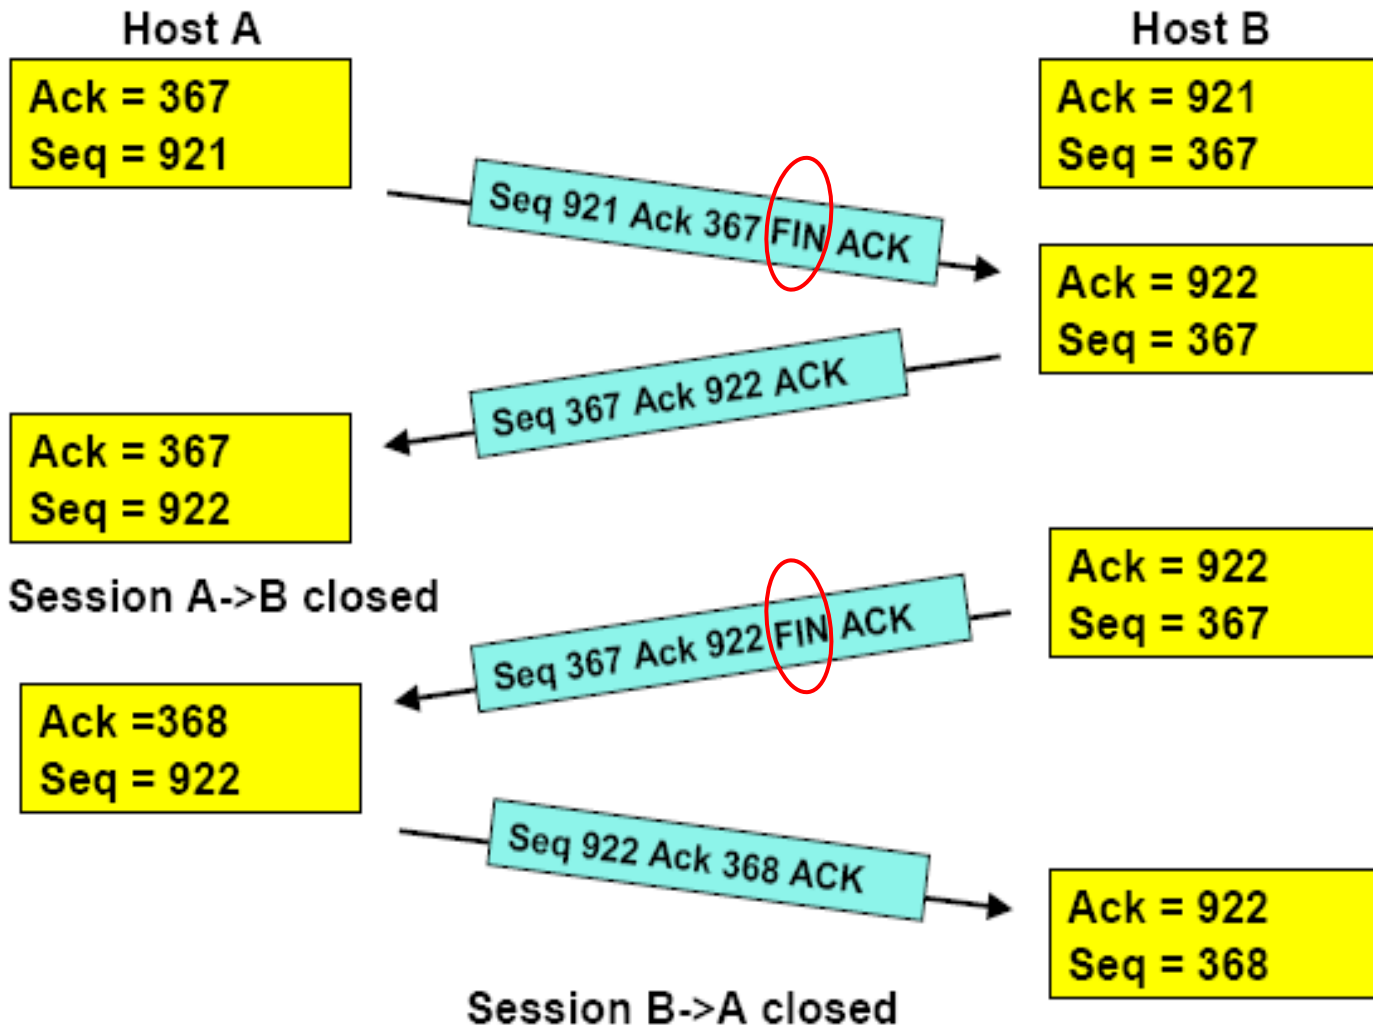 Host A
Host B
Ack = 367
Seq = 921
Ack = 921
Seq = 367
Seq 921 Ack 367 FIN ACK
Ack = 922
Seq = 367
Seq 367 Ack 922 ACK
Ack = 367
Seq = 922
Session A->B closed
Ack = 922
Seq = 367
Seq 367 Ack 922 FIN ACK
Ack =368
Seq = 922
Seq 922 Ack 368 ACK
Ack = 922
Seq = 368
Session B->A closed